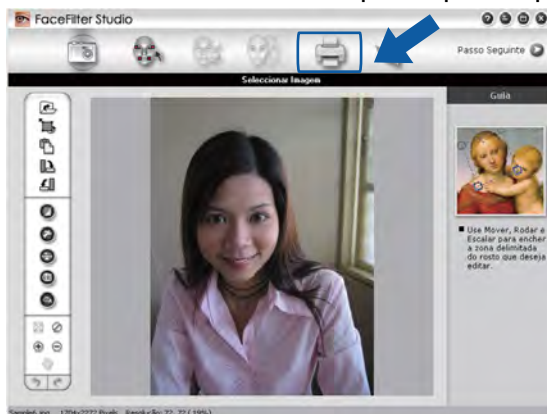 FaceFilter Studio
Passo Seguinte
Seleccionar Imagem
Guia
Use Mover, Rodar e
Escalar para encher
a zona delimitada
do rosto que deseja
editar.